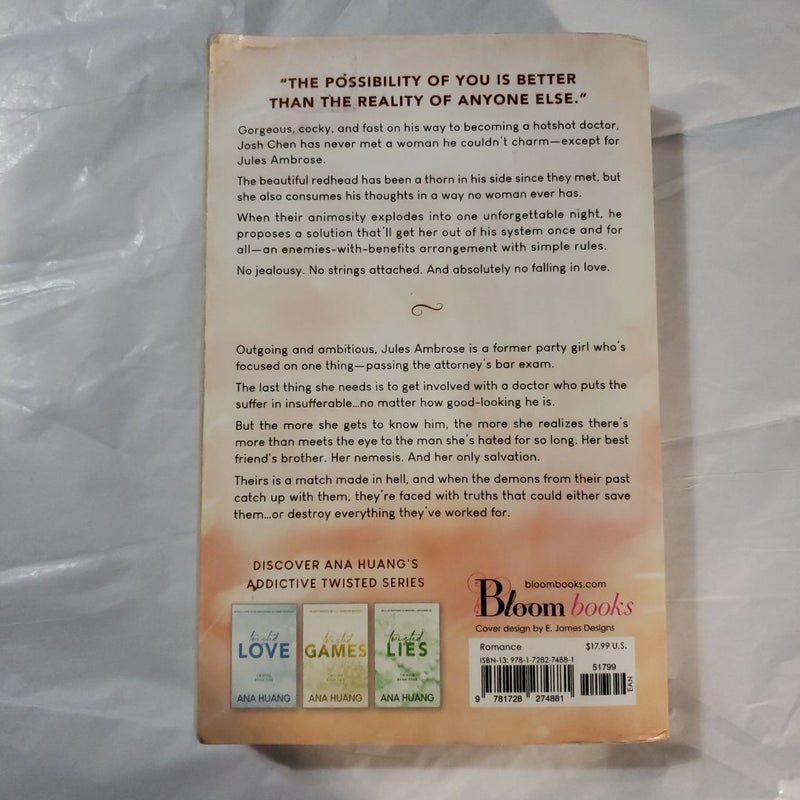 “THE POSSIBILITY OF YOU IS BETTER
THAN THE REALITY OF ANYONE ELSE.”
Gorgeous, cocky, and fast on his way to becoming a hotshot doctor,
Josh Chen has never met a woman he couldn't charm—except for
Jules Ambrose.
The beautiful redhead has been a thorn in his side since they met, but
she also consumes his thoughts in a way no woman ever has.
When their animosity explodes into one unforgettable night, he
proposes a solution that'll get her out of his system once and for
all—an enemies-with-benefits arrangement with simple rules.
No jealousy. No strings attached. And absolutely no falling in love.
Outgoing and ambitious, Jules Ambrose is a former party girl who's
focused on one thing—passing the attorney's bar exam.
The last thing she needs is to get involved with a doctor who puts the
suffer in insufferable...no matter how good-looking he is.
But the more she gets to know him, the more she realizes there's
more than meets the eye to the man she's hated for so long. Her best
friend's brother. Her nemesis. And her only salvation.
Theirs is a match made in hell, and when the demons from their past
catch up with them, they're faced with truths that could either save
them...or destroy everything they've worked for.
DISCOVER ANA HUANG'S
ADDICTIVE TWISTED SERIES
twisted
LOVE
ANA HUANG
twisted
GAMES
ANA HUANG
twisted
LIES
ANA HUANG
bloombooks.com
Bloom books
Cover design by E. James Designs
Romance $17.99 U.S.
ISBN-13: 978-1-7282-7488-1
51799
EAN
9 781728 274881